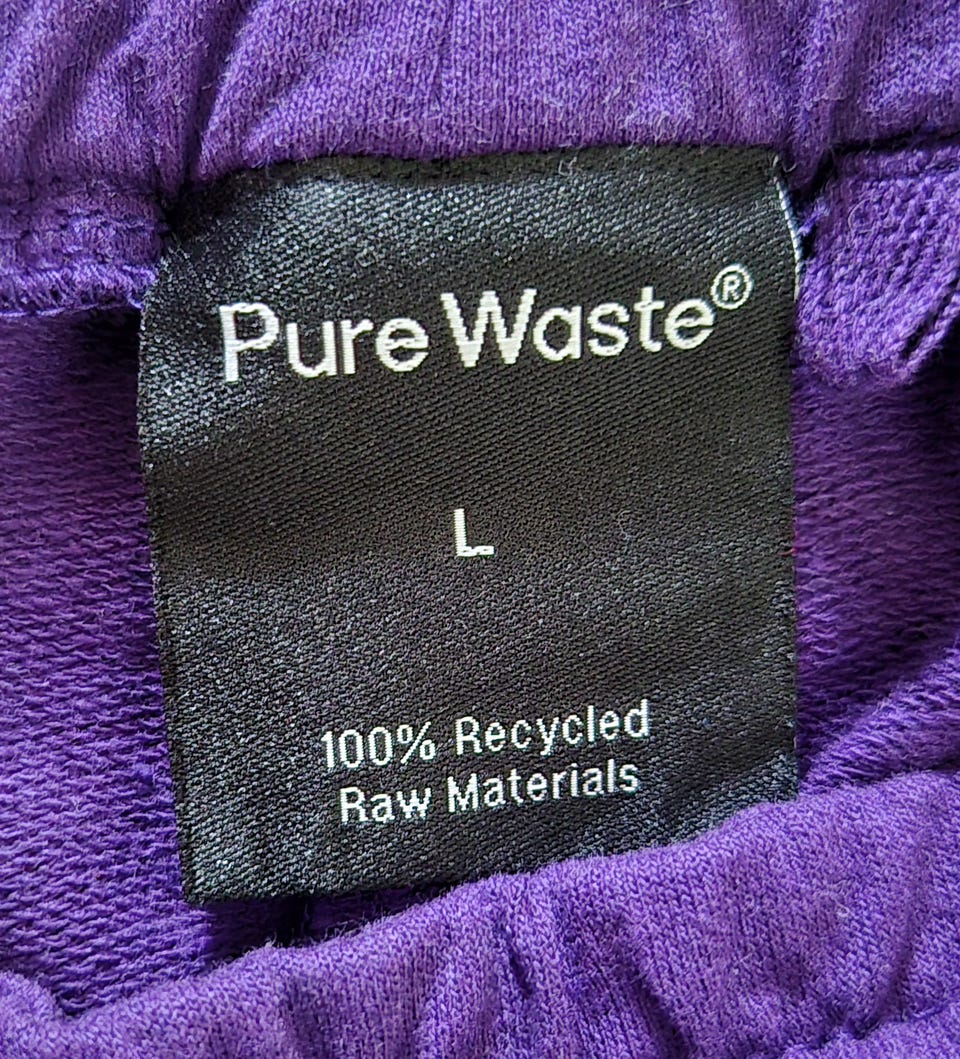 Pure Waste®
L
100% Recycled
Raw Materials